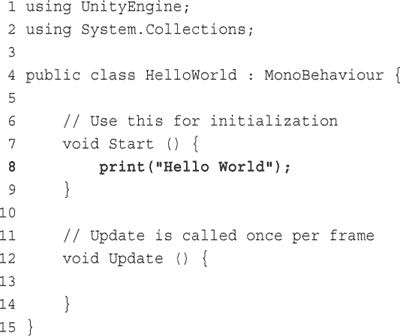 1 using UnityEngine;
2 using System.Collections;
3
4 public class HelloWorld : MonoBehaviour {
5
6     // Use this for initialization
7     void Start () {
8         print("Hello World");
9     }
10
11     // Update is called once per frame
12     void Update () {
13
14     }
15 }